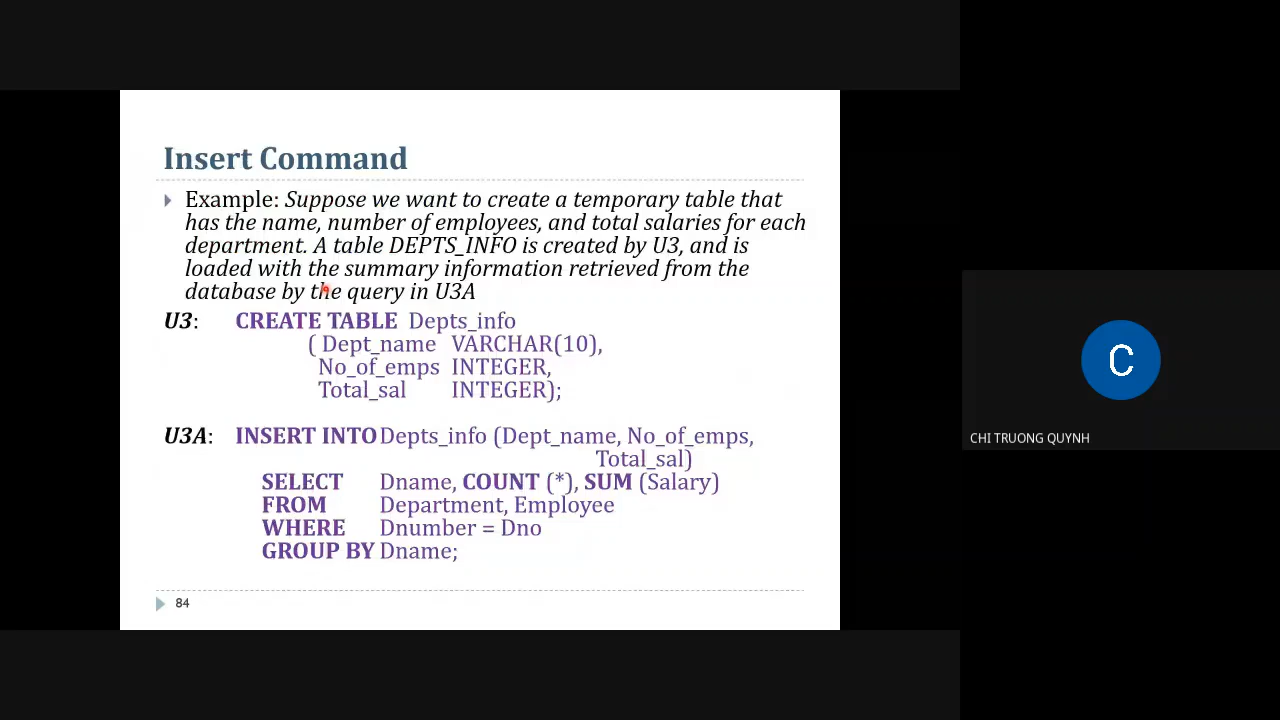 Insert Command
Example: Suppose we want to create a temporary table that
has the name, number of employees, and total salaries for each
department. A table DEPTS_INFO is created by U3, and is
loaded with the summary information retrieved from the
database by the query in U3A
U3: CREATE TABLE Depts_info
( Dept_name VARCHAR(10),
No_of_emps INTEGER,
Total_sal INTEGER);
U3A: INSERT INTO Depts_info (Dept_name, No_of_emps,
Total_sal)
SELECT Dname, COUNT (*), SUM (Salary)
FROM Department, Employee
WHERE Dnumber = Dno
GROUP BY Dname;
84
C
CHI TRUONG QUYNH